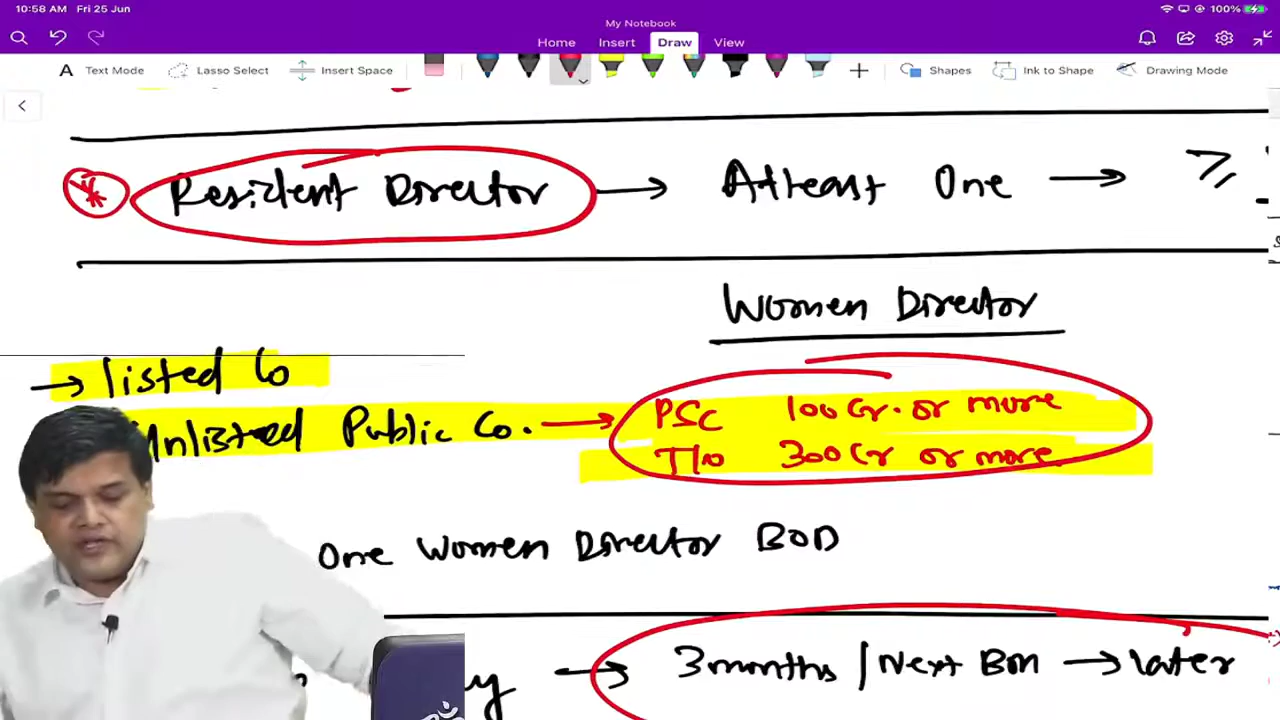 10:58 AM Fri 25 Jun
100%
My Notebook
Home Insert Draw View
Text Mode Lasso Select Insert Space Shapes Ink to Shape Drawing Mode
Resident Director → Atleast One → ≥
Women Director
→ listed Co
Unlisted Public Co. → PSC 100 Cr. or more
T/o 300 Cr or more
One Women Director BOD
→ 3 months / Next BM → later